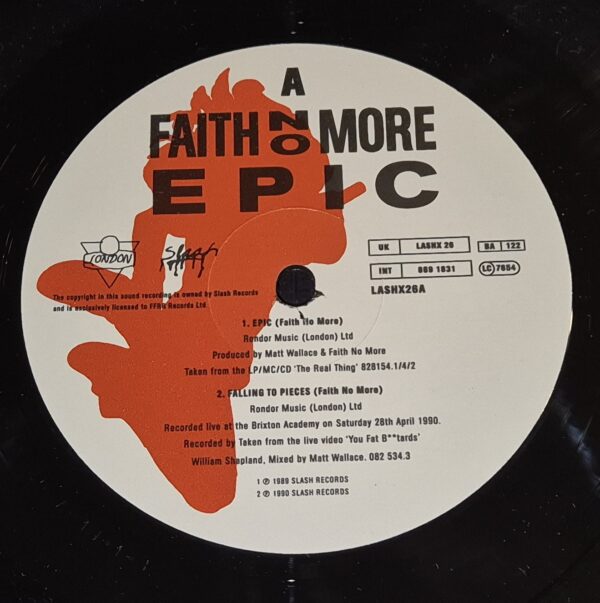 A
FAITH NO MORE
EPIC
LONDON
Slash
UK LASHX 26 BA 122
INT 869 1831 LC 7654
LASHX26A
The copyright in this sound recording is owned by Slash Records
and is exclusively licensed to FFRR Records Ltd
1. EPIC (Faith No More)
Rondor Music (London) Ltd
Produced by Matt Wallace & Faith No More
Taken from the LP/MC/CD 'The Real Thing' 828154.1/4/2
2. FALLING TO PIECES (Faith No More)
Rondor Music (London) Ltd
Recorded live at the Brixton Academy on Saturday 28th April 1990.
Recorded by Taken from the live video 'You Fat B**tards'
William Shapland, Mixed by Matt Wallace. 082 534.3
1 ℗ 1989 SLASH RECORDS
2 ℗ 1990 SLASH RECORDS